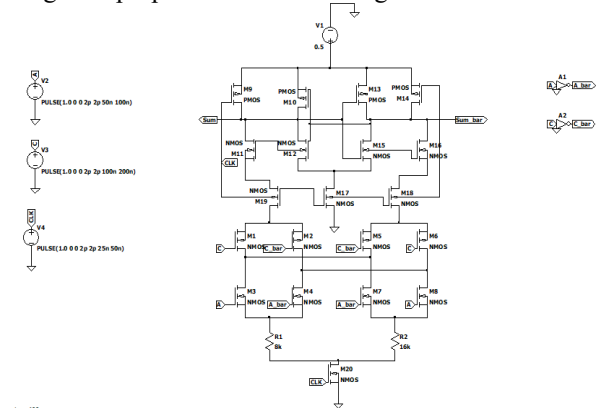 V1
0.5
A
V2
PULSE(1.0 0 0 2p 2p 50n 100n)
C
V3
PULSE(1.0 0 0 2p 2p 100n 200n)
CLK
V4
PULSE(1.0 0 0 2p 2p 25n 50n)
M9
PMOS
PMOS
M10
M13
PMOS
PMOS
M14
A1
A
A_bar
A2
C
C_bar
Sum
Sum_bar
NMOS
M11
CLK
NMOS
M12
M15
NMOS
M16
NMOS
NMOS
M19
M17
NMOS
M18
NMOS
M1
NMOS
C
M2
NMOS
C_bar
M5
NMOS
C_bar
M6
NMOS
C
M3
NMOS
A
M4
NMOS
A_bar
M7
NMOS
A_bar
M8
NMOS
A
R1
8k
R2
16k
M20
NMOS
CLK